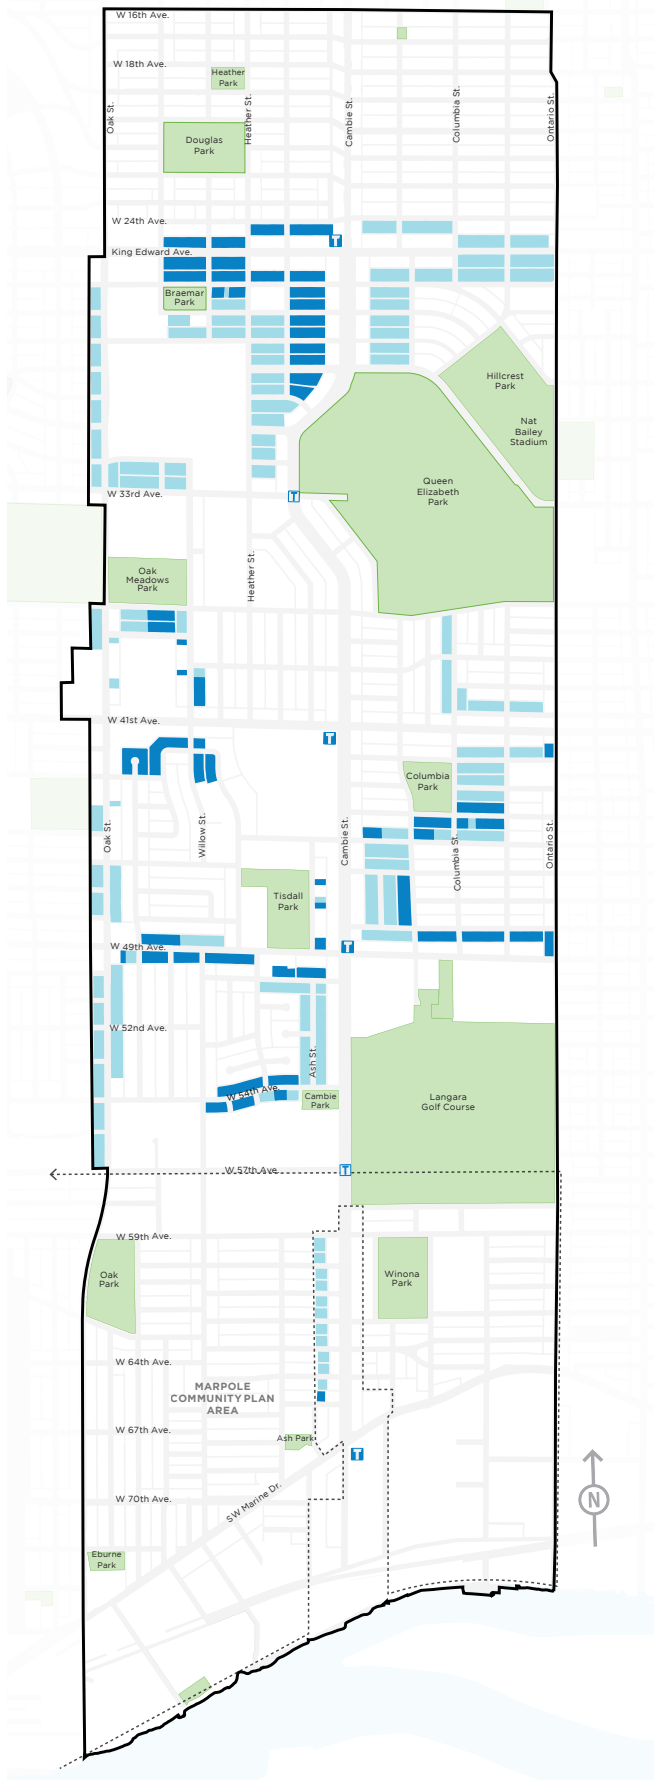 W 16th Ave.
W 18th Ave.
Heather
Park
Oak St.
Heather St.
Cambie St.
Columbia St.
Ontario St.
Douglas
Park
W 24th Ave.
T
King Edward Ave.
Braemar
Park
Hillcrest
Park
Nat
Bailey
Stadium
Queen
Elizabeth
Park
W 33rd Ave.
T
Oak
Meadows
Park
Heather St.
W 41st Ave.
T
Columbia
Park
Oak St.
Willow St.
Cambie St.
Columbia St.
Ontario St.
Tisdall
Park
W 49th Ave.
T
W 52nd Ave.
Ash St.
W 54th Ave.
Cambie
Park
Langara
Golf Course
W 57th Ave.
T
W 59th Ave.
Oak
Park
Winona
Park
W 64th Ave.
MARPOLE
COMMUNITY PLAN
AREA
W 67th Ave.
Ash Park
T
W 70th Ave.
SW Marine Dr.
N
Eburne
Park